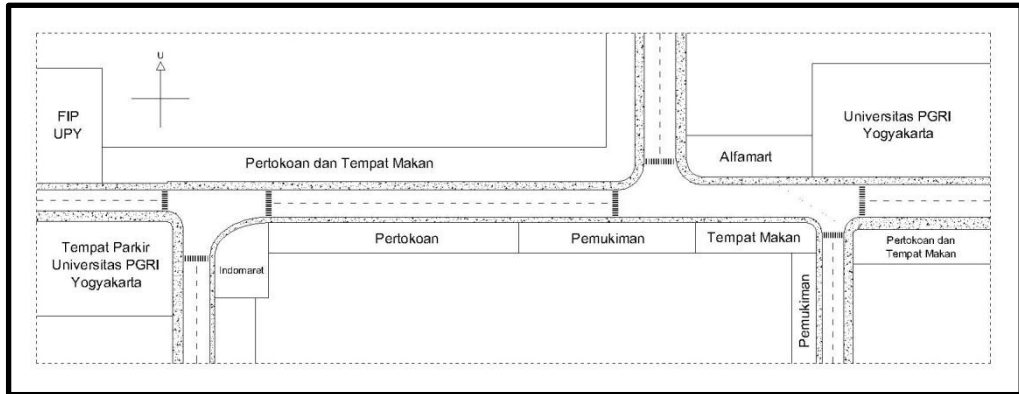 U
FIP
UPY
Universitas PGRI
Yogyakarta
Alfamart
Pertokoan dan Tempat Makan
Pertokoan
Pemukiman
Tempat Makan
Pertokoan dan
Tempat Makan
Tempat Parkir
Universitas PGRI
Yogyakarta
Indomaret
Pemukiman